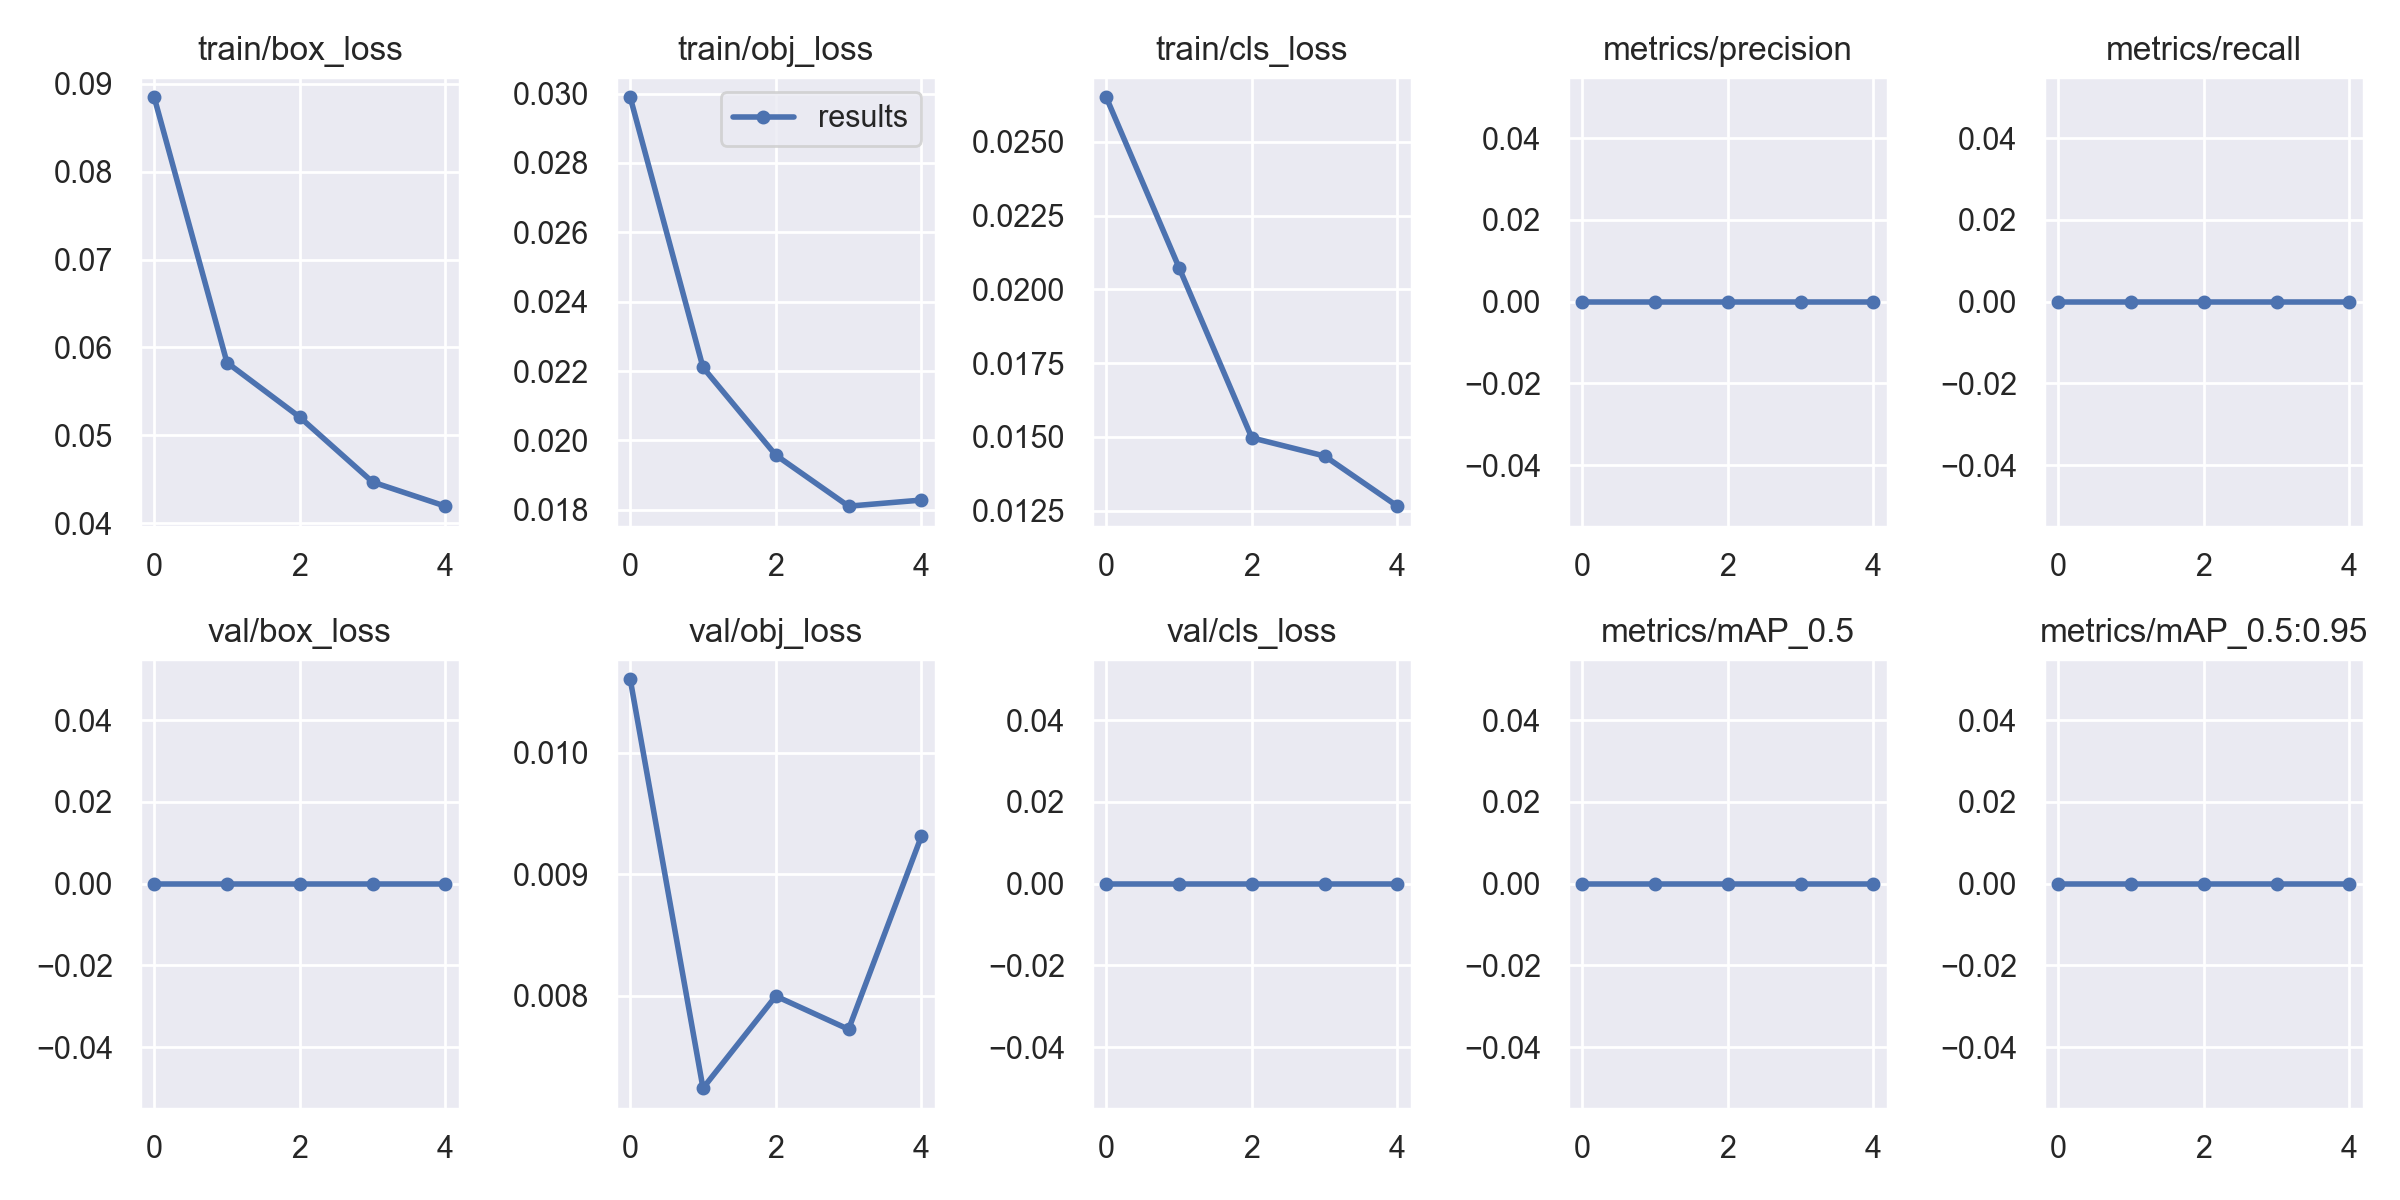 train/box_loss
0.09
0.08
0.07
0.06
0.05
0.04
0 2 4
train/obj_loss
results
0.030
0.028
0.026
0.024
0.022
0.020
0.018
0 2 4
train/cls_loss
0.0250
0.0225
0.0200
0.0175
0.0150
0.0125
0 2 4
metrics/precision
0.04
0.02
0.00
−0.02
−0.04
0 2 4
metrics/recall
0.04
0.02
0.00
−0.02
−0.04
0 2 4
val/box_loss
0.04
0.02
0.00
−0.02
−0.04
0 2 4
val/obj_loss
0.010
0.009
0.008
0 2 4
val/cls_loss
0.04
0.02
0.00
−0.02
−0.04
0 2 4
metrics/mAP_0.5
0.04
0.02
0.00
−0.02
−0.04
0 2 4
metrics/mAP_0.5:0.95
0.04
0.02
0.00
−0.02
−0.04
0 2 4